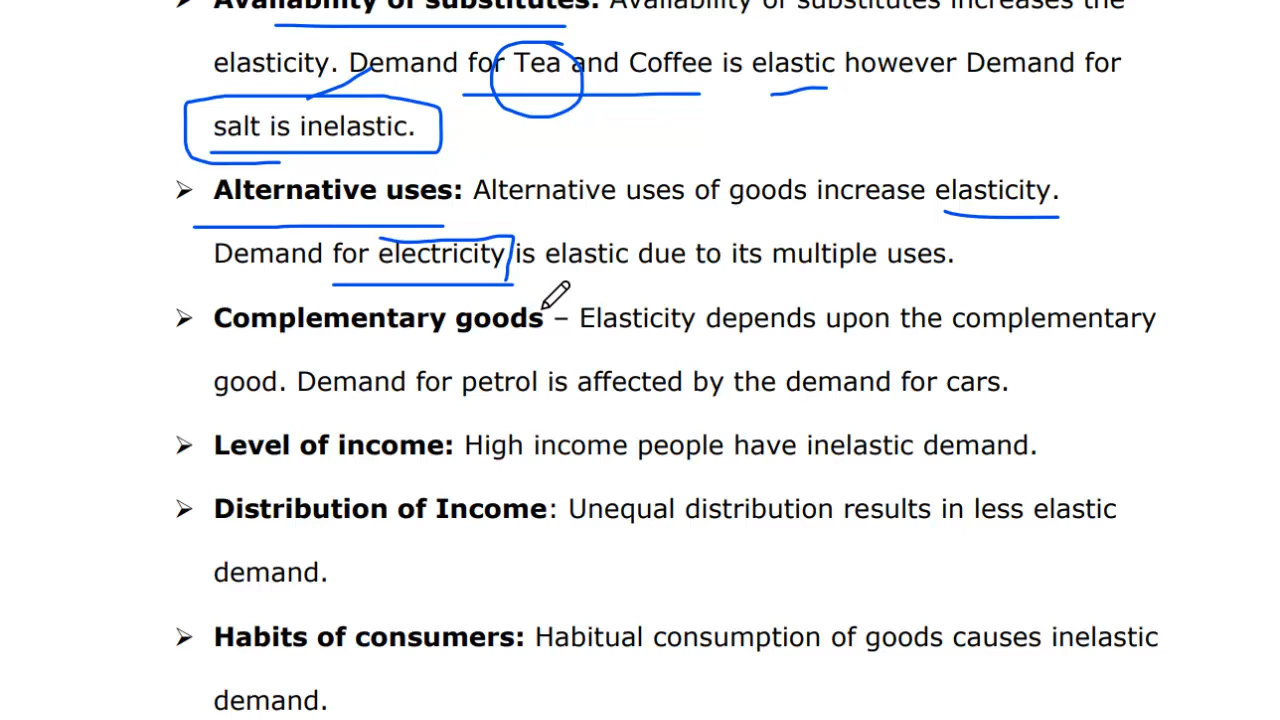 ➢ Availability of substitutes: Availability of substitutes increases the
elasticity. Demand for Tea and Coffee is elastic however Demand for
salt is inelastic.
➢ Alternative uses: Alternative uses of goods increase elasticity.
Demand for electricity is elastic due to its multiple uses.
➢ Complementary goods – Elasticity depends upon the complementary
good. Demand for petrol is affected by the demand for cars.
➢ Level of income: High income people have inelastic demand.
➢ Distribution of Income: Unequal distribution results in less elastic
demand.
➢ Habits of consumers: Habitual consumption of goods causes inelastic
demand.